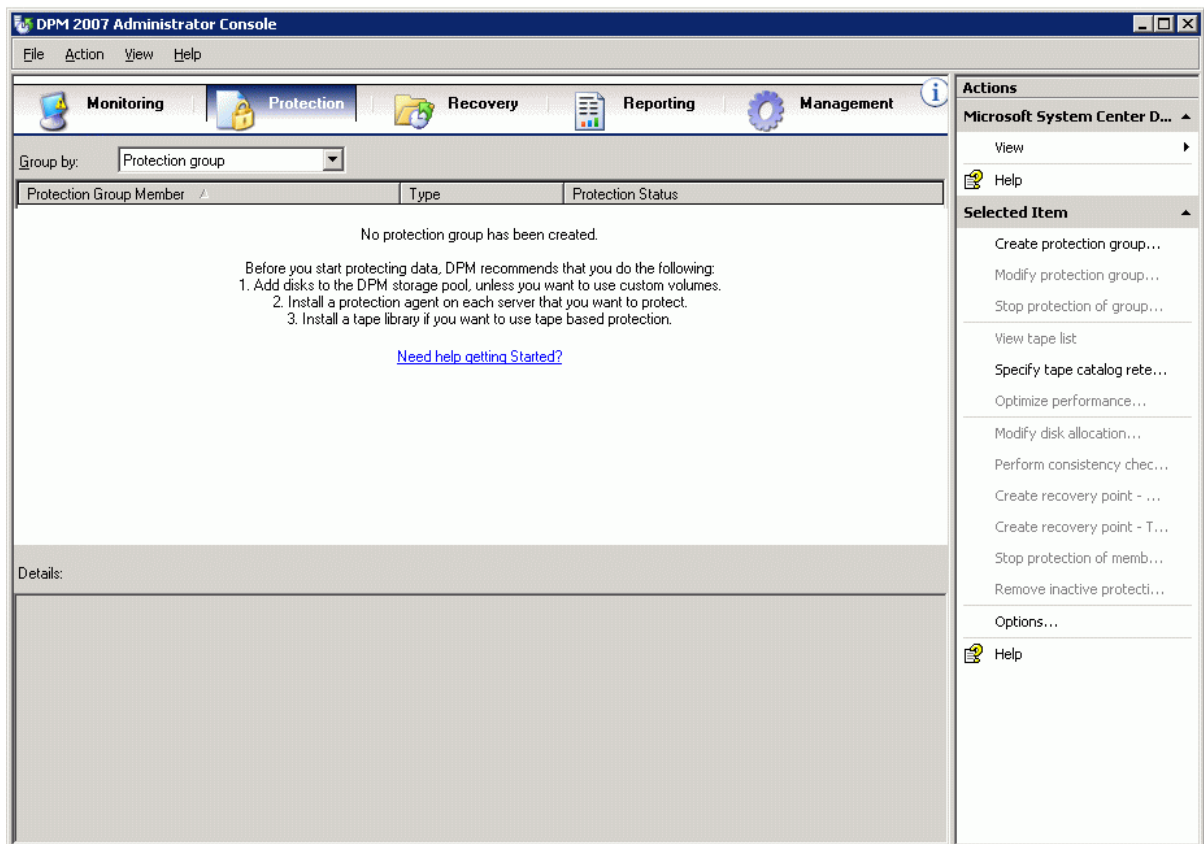 DPM 2007 Administrator Console
File Action View Help
Monitoring Protection Recovery Reporting Management
Group by: Protection group
Protection Group Member Type Protection Status
No protection group has been created.
Before you start protecting data, DPM recommends that you do the following:
1. Add disks to the DPM storage pool, unless you want to use custom volumes.
2. Install a protection agent on each server that you want to protect.
3. Install a tape library if you want to use tape based protection.
Need help getting Started?
Details:
Actions
Microsoft System Center D...
View
Help
Selected Item
Create protection group...
Modify protection group...
Stop protection of group...
View tape list
Specify tape catalog rete...
Optimize performance...
Modify disk allocation...
Perform consistency chec...
Create recovery point - ...
Create recovery point - T...
Stop protection of memb...
Remove inactive protecti...
Options...
Help